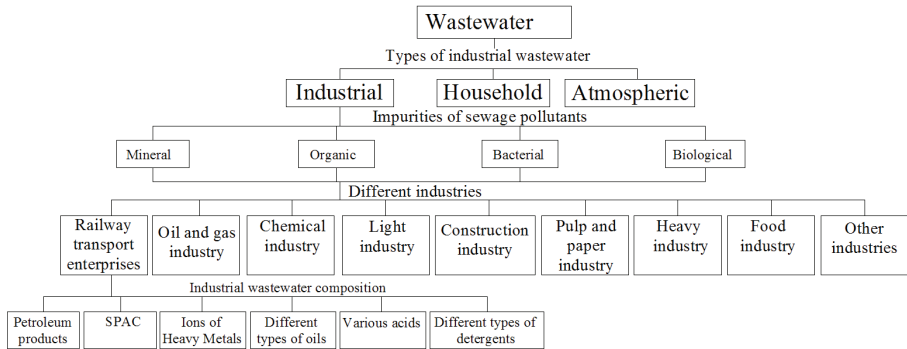 Wastewater
Types of industrial wastewater
Industrial
Household
Atmospheric
Impurities of sewage pollutants
Mineral
Organic
Bacterial
Biological
Different industries
Railway
transport
enterprises
Oil and gas
industry
Chemical
industry
Light
industry
Construction
industry
Pulp and
and paper
industry
Heavy
industry
Food
industry
Other
industries
Industrial wastewater composition
Petroleum
products
SPAC
Ions of
Heavy Metals
Different
types of oils
Various acids
Different types of
detergents